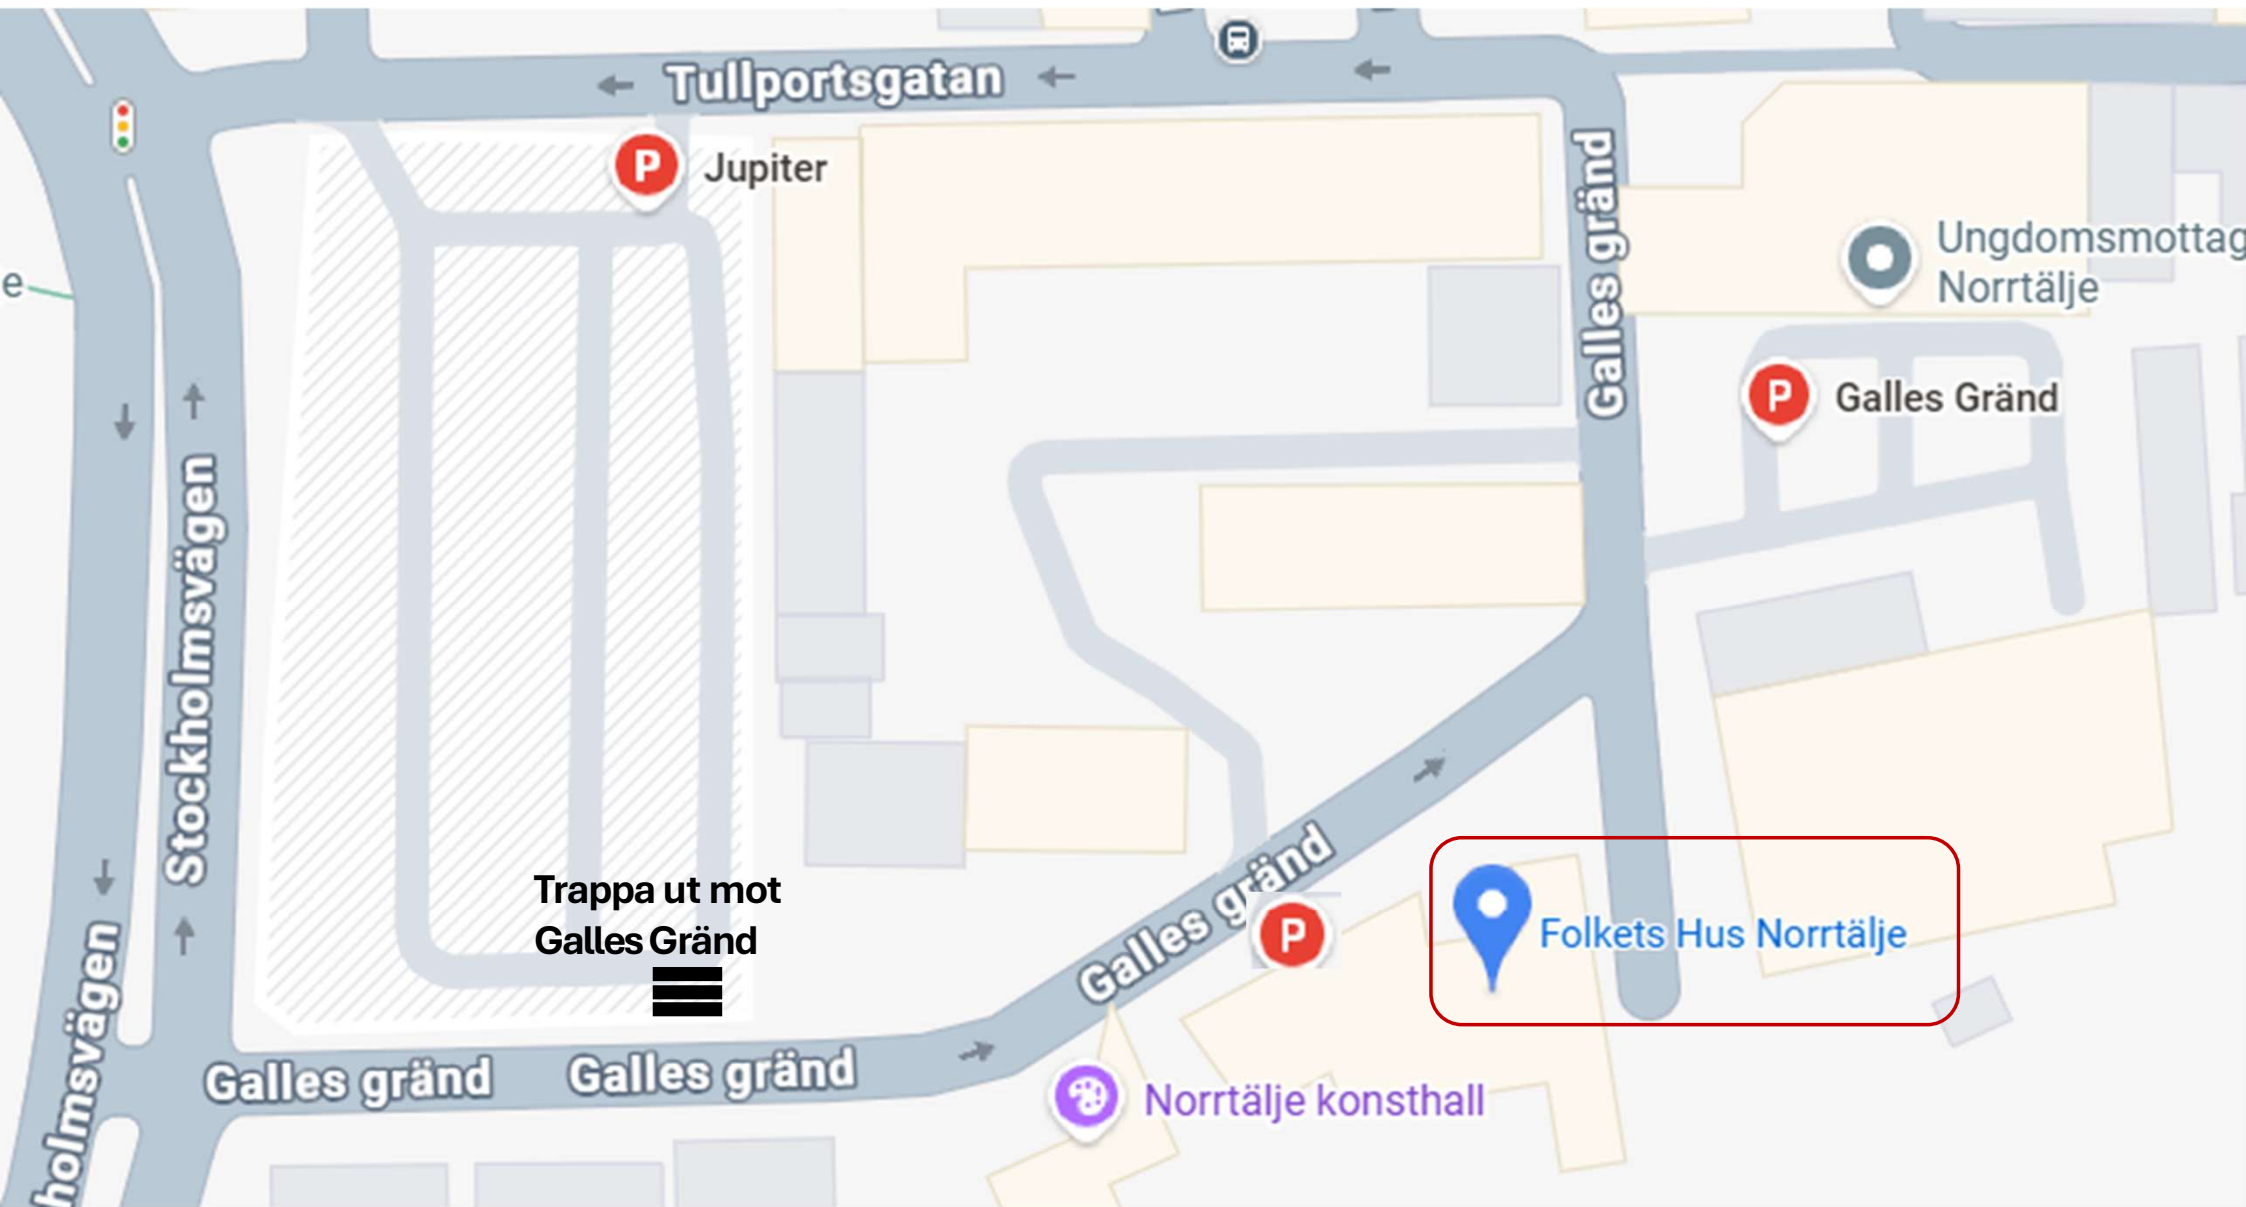 Tullportsgatan
P
Jupiter
Galles gränd
Ungdomsmottag
Norrtälje
e
P
Galles Gränd
Stockholmsvägen
Trappa ut mot
Galles Gränd
Galles gränd
P
Folkets Hus Norrtälje
holmsvägen
Galles gränd
Galles gränd
Norrtälje konsthall